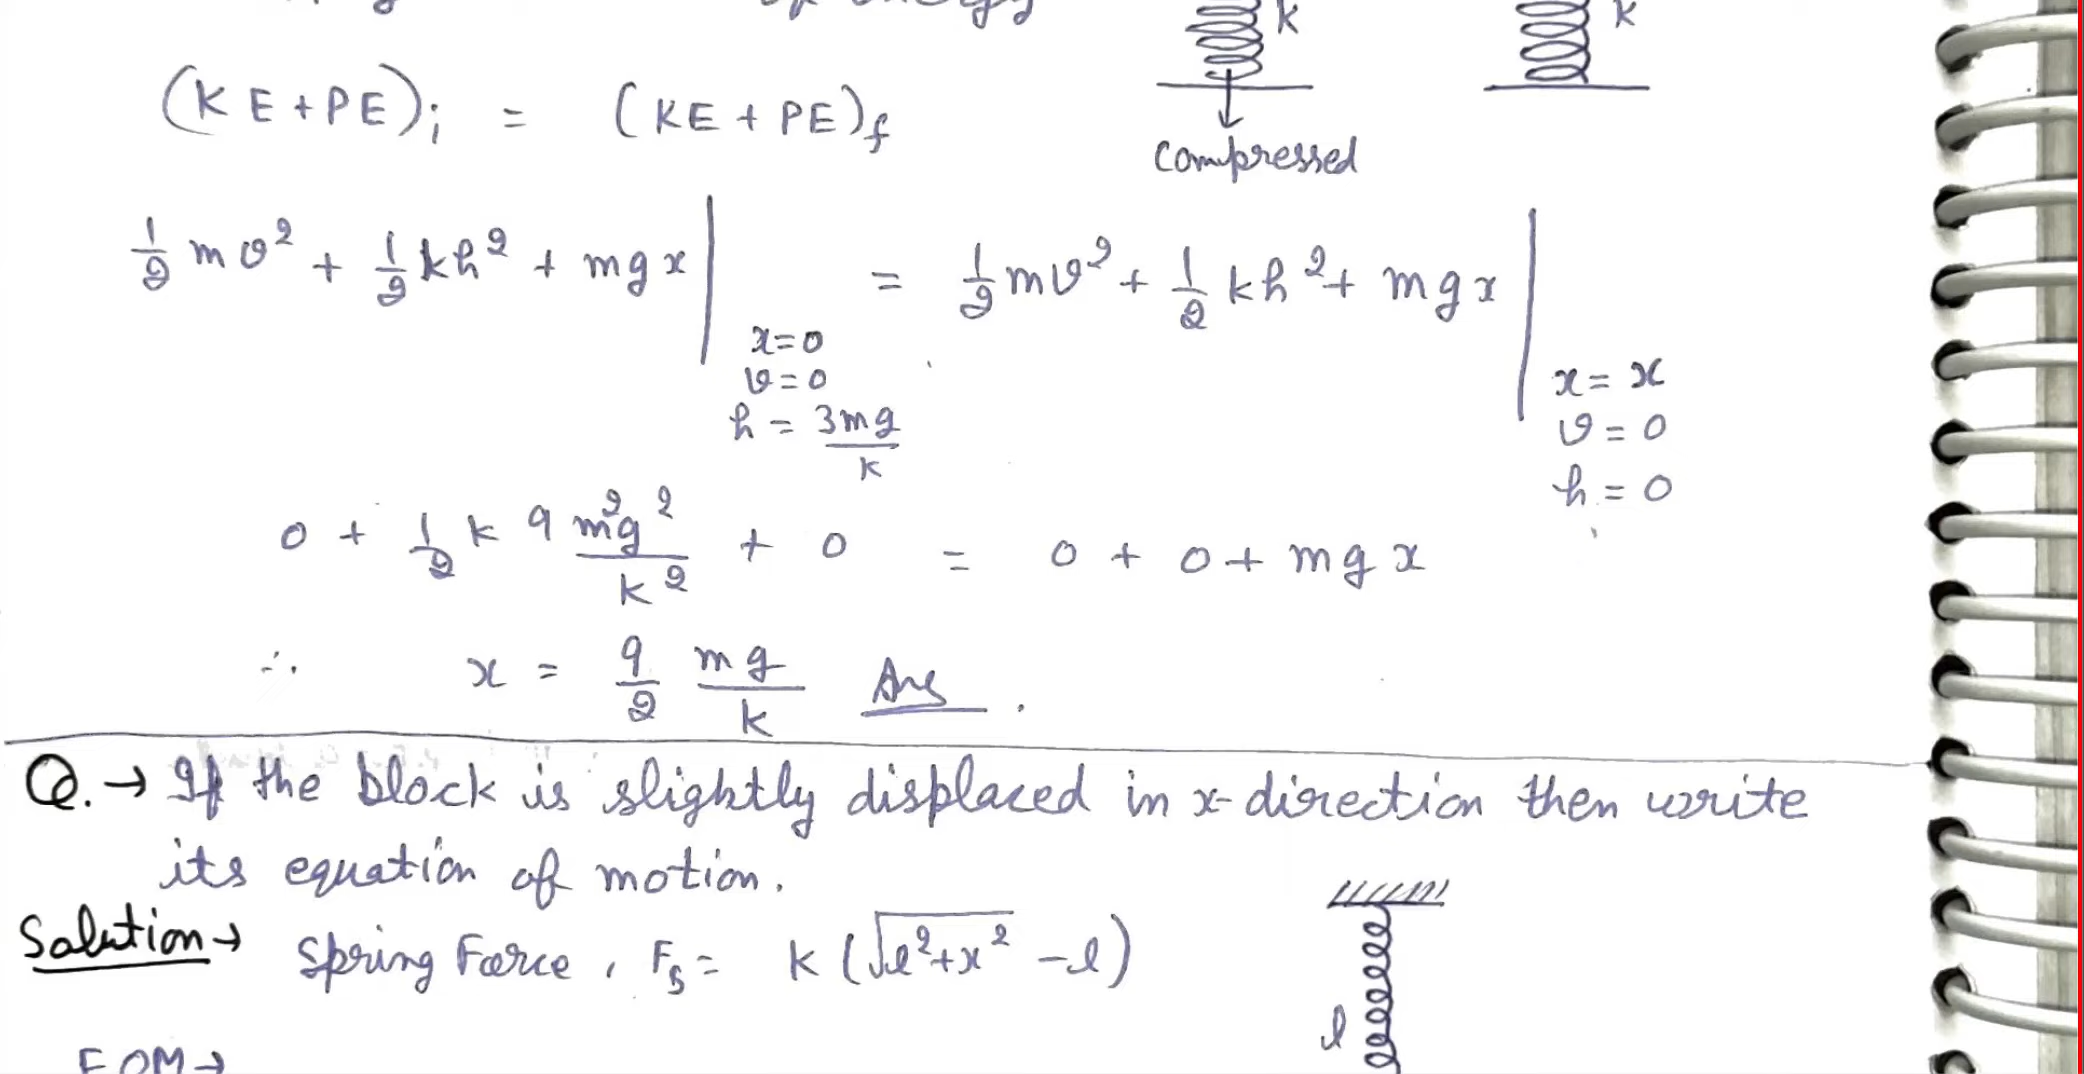 k k
(KE+PE)i = (KE + PE)f
compressed
1/2 mv² + 1/2 kh² + mgx | = 1/2 mv² + 1/2 kh² + mgx |
x=0
v=0
h = 3mg/k
x = x
v = 0
h = 0
0 + 1/2 k 9 m²g²/k² + 0 = 0 + 0 + mgx
∴ x = 9/2 mg/k Ans.
Q.→ If the block is slightly displaced in x-direction then write
its equation of motion.
Solution→ Spring Force, Fs = k(√l²+x² -l)
l
EOM→